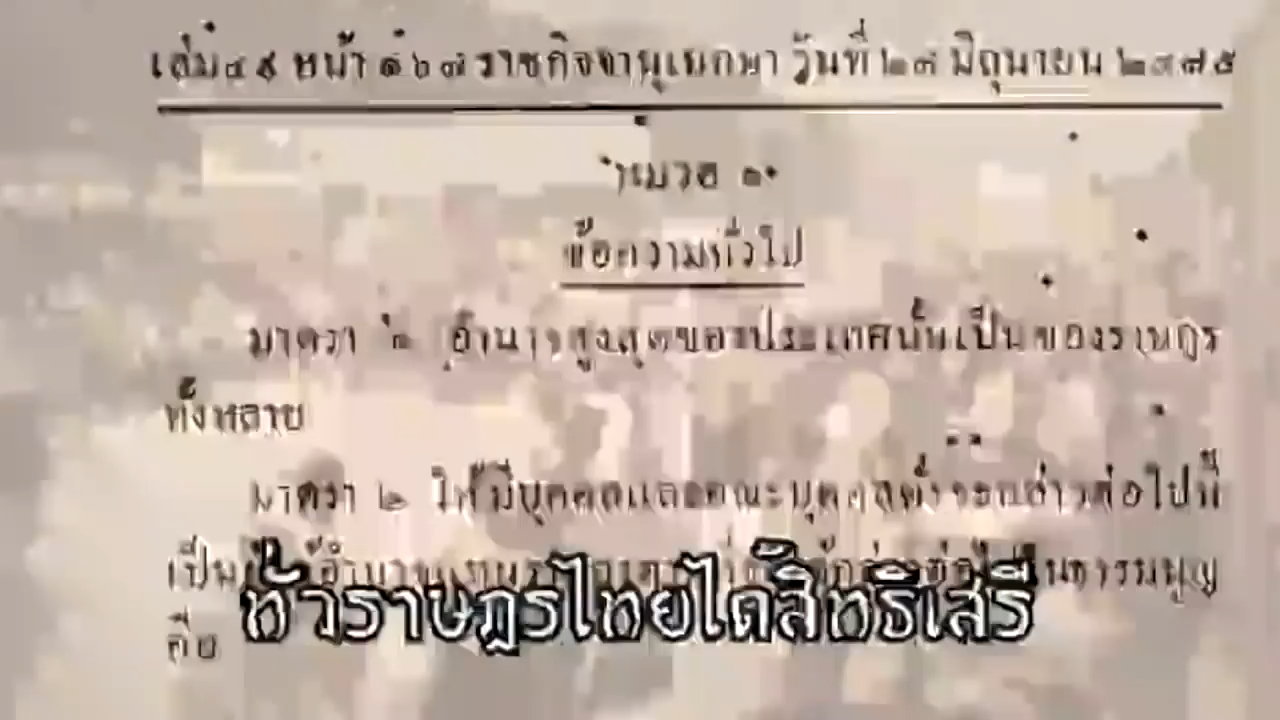 เล่ม ๔๙ หน้า ๑๖๗ ราชกิจจานุเบกษา วันที่ ๒๗ มิถุนายน ๒๔๗๕
หมวด ๑
ข้อความทั่วไป
มาตรา ๑ อำนาจสูงสุดของประเทศนั้นเป็นของราษฎร
ทั้งหลาย
มาตรา ๒ ให้มีบุคคลและคณะบุคคลดังจะกล่าวต่อไปนี้
เป็น
ทั่วราษฎรไทยได้สิทธิเสรี
คือ